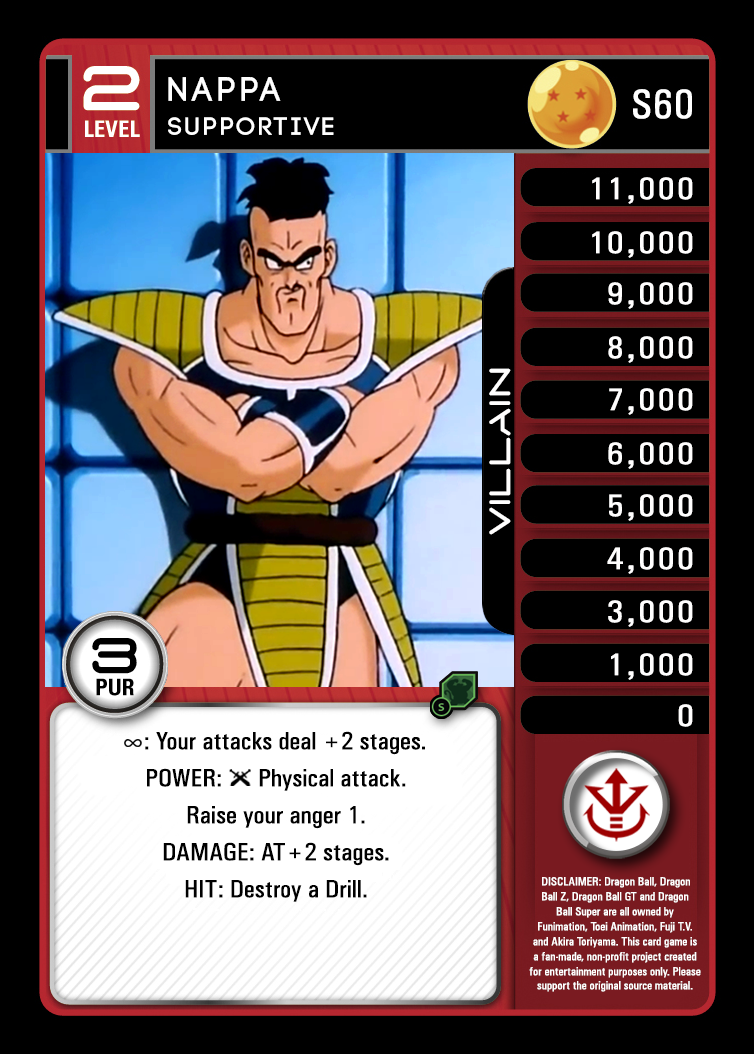 2
LEVEL
NAPPA
SUPPORTIVE
S60
11,000
10,000
9,000
8,000
7,000
6,000
5,000
4,000
3,000
1,000
0
VILLAIN
3
PUR
S
∞: Your attacks deal +2 stages.
POWER: Physical attack.
Raise your anger 1.
DAMAGE: AT+2 stages.
HIT: Destroy a Drill.
DISCLAIMER: Dragon Ball, Dragon
Ball Z, Dragon Ball GT and Dragon
Ball Super are all owned by
Funimation, Toei Animation, Fuji T.V.
and Akira Toriyama. This card game is
a fan-made, non-profit project created
for entertainment purposes only. Please
support the original source material.